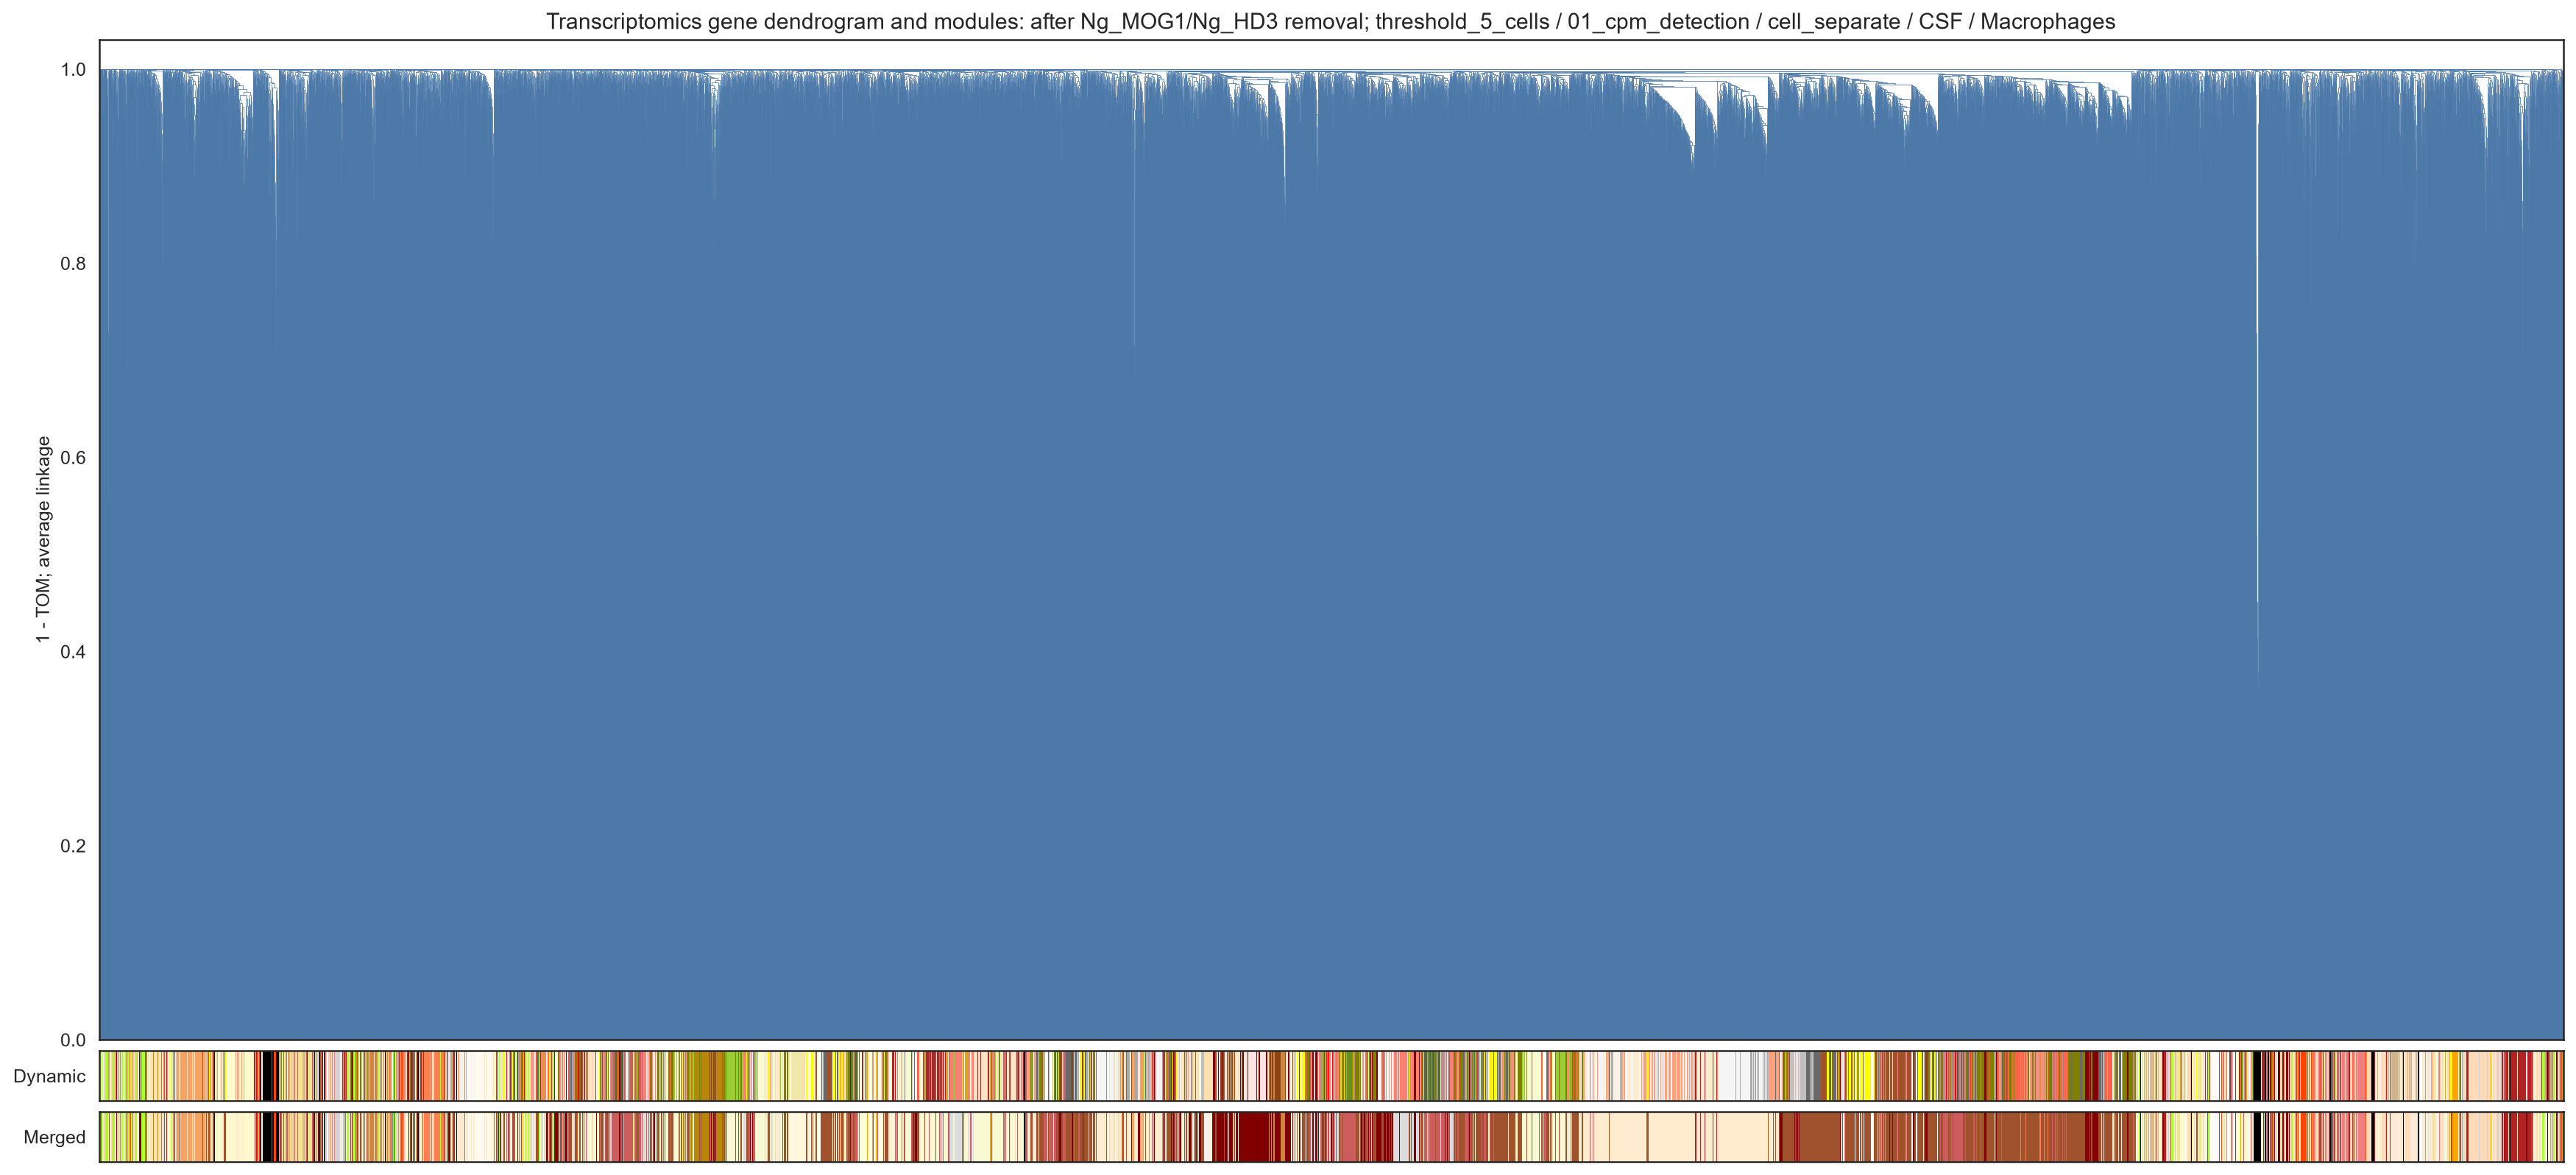 Transcriptomics gene dendrogram and modules: after Ng_MOG1/Ng_HD3 removal; threshold_5_cells / 01_cpm_detection / cell_separate / CSF / Macrophages
1.0
0.8
0.6
0.4
0.2
0.0
1 - TOM; average linkage
Dynamic
Merged